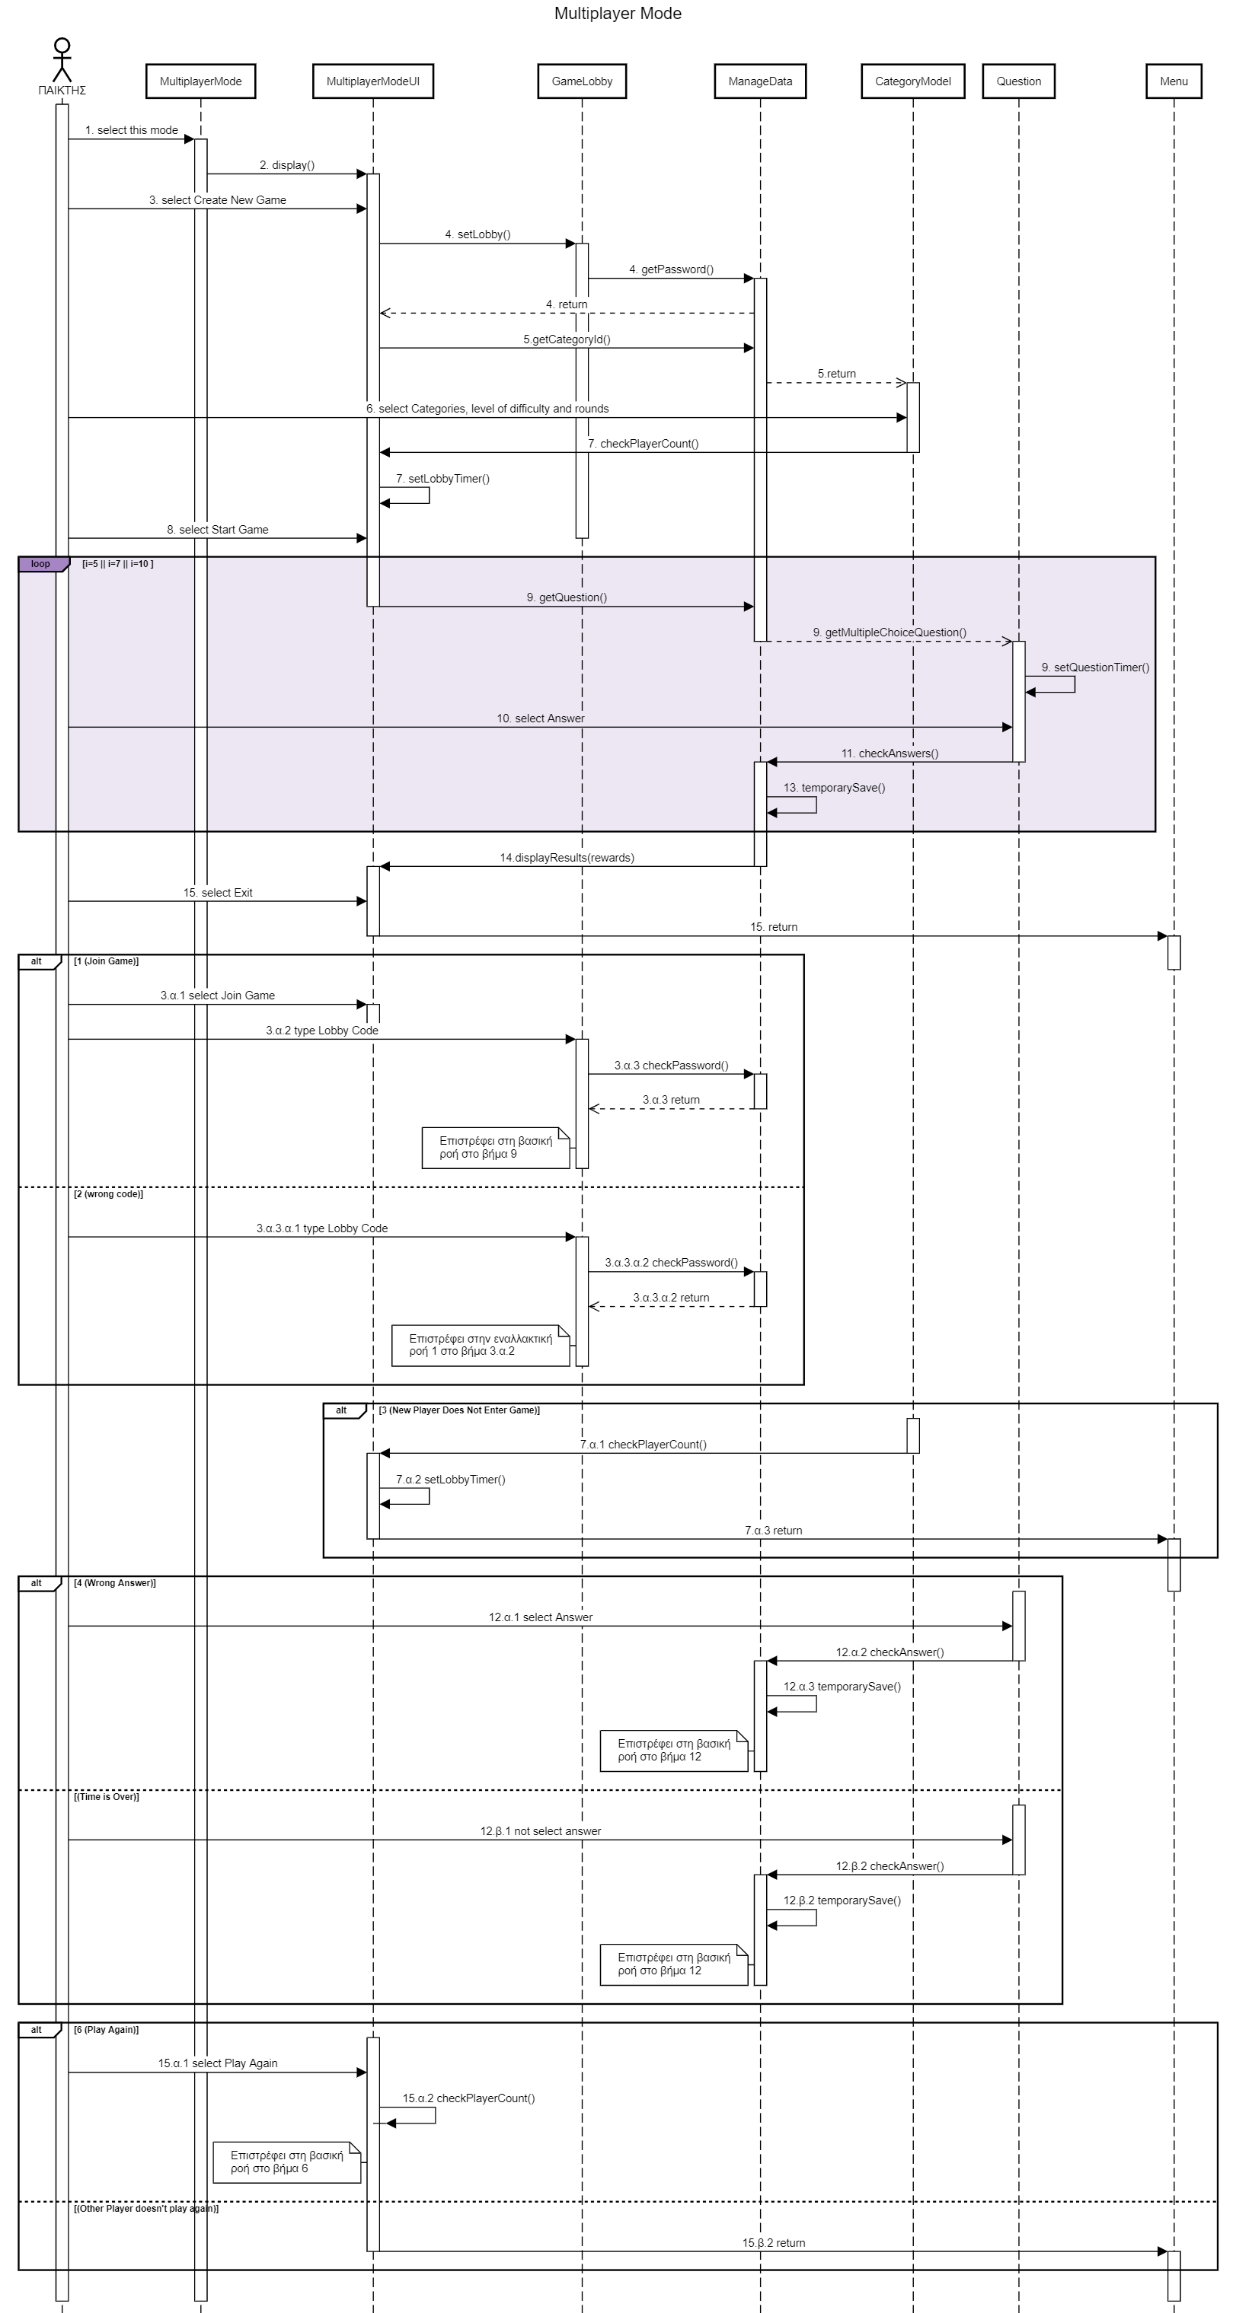 Multiplayer Mode
ΠΑΙΚΤΗΣ
MultiplayerMode
MultiplayerModeUI
GameLobby
ManageData
CategoryModel
Question
Menu
1. select this mode
2. display()
3. select Create New Game
4. setLobby()
4. getPassword()
4. return
5.getCategoryId()
5.return
6. select Categories, level of difficulty and rounds
7. checkPlayerCount()
7. setLobbyTimer()
8. select Start Game
loop
[i=5 || i=7 || i=10 ]
9. getQuestion()
9. getMultipleChoiceQuestion()
9. setQuestionTimer()
10. select Answer
11. checkAnswers()
13. temporarySave()
14.displayResults(rewards)
15. select Exit
15. return
alt
[1 (Join Game)]
3.α.1 select Join Game
3.α.2 type Lobby Code
3.α.3 checkPassword()
3.α.3 return
Επιστρέφει στη βασική
ροή στο βήμα 9
[2 (wrong code)]
3.α.3.α.1 type Lobby Code
3.α.3.α.2 checkPassword()
3.α.3.α.2 return
Επιστρέφει στην εναλλακτική
ροή 1 στο βήμα 3.α.2
alt
[3 (New Player Does Not Enter Game)]
7.α.1 checkPlayerCount()
7.α.2 setLobbyTimer()
7.α.3 return
alt
[4 (Wrong Answer)]
12.α.1 select Answer
12.α.2 checkAnswer()
12.α.3 temporarySave()
Επιστρέφει στη βασική
ροή στο βήμα 12
[(Time is Over)]
12.β.1 not select answer
12.β.2 checkAnswer()
12.β.2 temporarySave()
Επιστρέφει στη βασική
ροή στο βήμα 12
alt
[6 (Play Again)]
15.α.1 select Play Again
15.α.2 checkPlayerCount()
Επιστρέφει στη βασική
ροή στο βήμα 6
[(Other Player doesn't play again)]
15.β.2 return